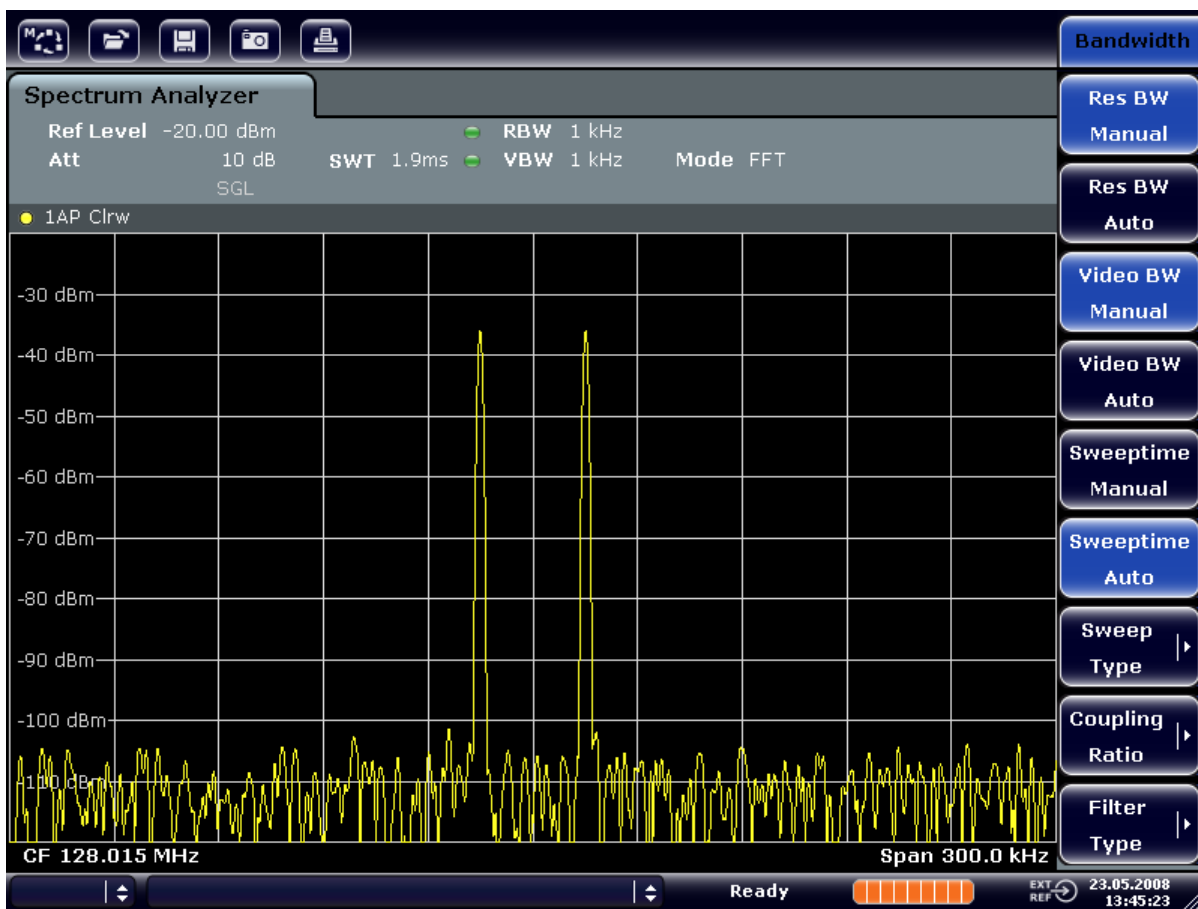 M
Bandwidth
Spectrum Analyzer
Ref Level -20.00 dBm RBW 1 kHz
Att 10 dB SWT 1.9ms VBW 1 kHz Mode FFT
SGL
1AP Clrw
-30 dBm
-40 dBm
-50 dBm
-60 dBm
-70 dBm
-80 dBm
-90 dBm
-100 dBm
-110 dBm
CF 128.015 MHz Span 300.0 kHz
Res BW
Manual
Res BW
Auto
Video BW
Manual
Video BW
Auto
Sweeptime
Manual
Sweeptime
Auto
Sweep
Type
Coupling
Ratio
Filter
Type
Ready
EXT
REF
23.05.2008
13:45:23